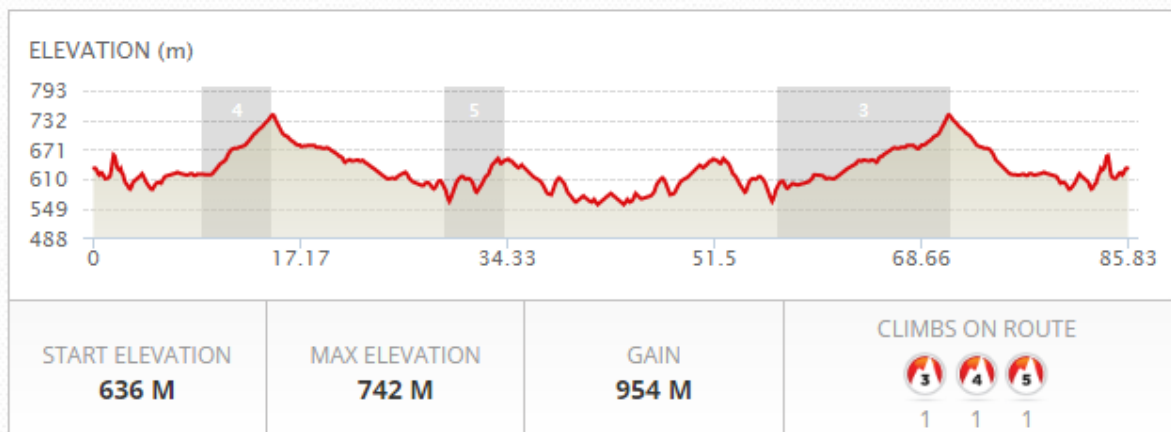 ELEVATION (m)
793
732
671
610
549
488
4
5
3
0 17.17 34.33 51.5 68.66 85.83
START ELEVATION
636 M
MAX ELEVATION
742 M
GAIN
954 M
CLIMBS ON ROUTE
3 4 5
1 1 1